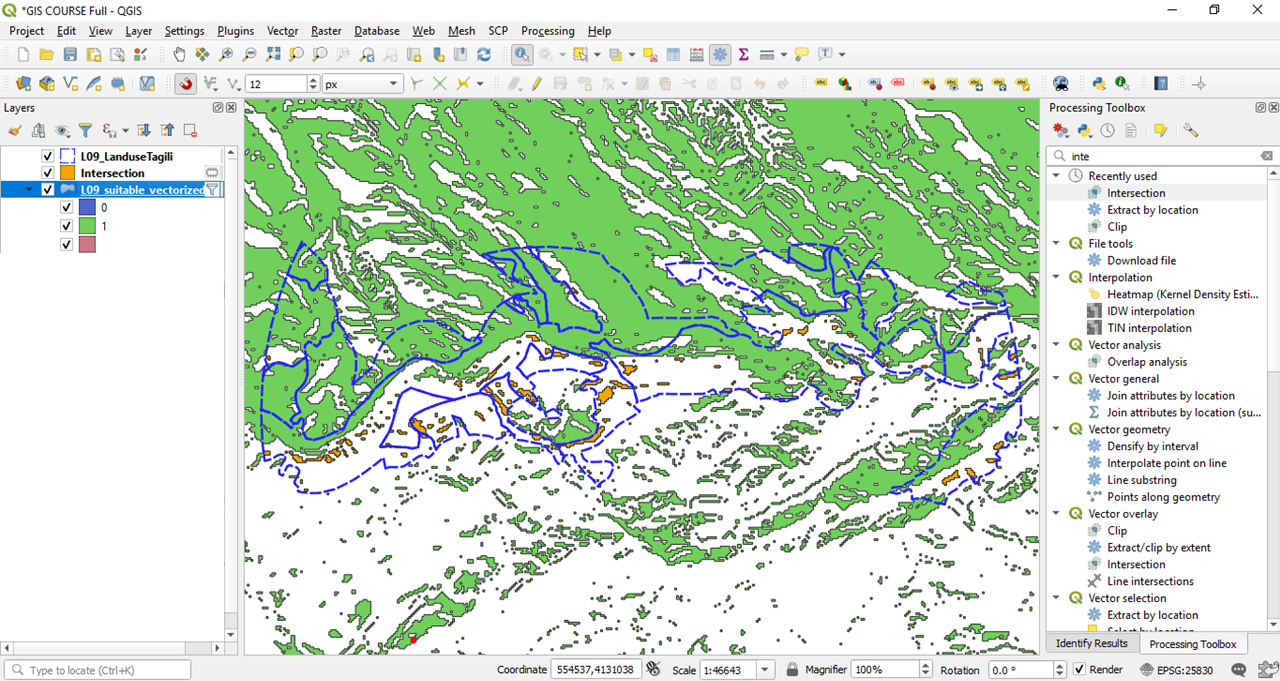 *GIS COURSE Full - QGIS
Project Edit View Layer Settings Plugins Vector Raster Database Web Mesh SCP Processing Help
12 px
Layers
L09_LanduseTagili
Intersection
L09_suitable_vectorized
0
1
Processing Toolbox
inte
Recently used
Intersection
Extract by location
Clip
File tools
Download file
Interpolation
Heatmap (Kernel Density Esti...
IDW interpolation
TIN interpolation
Vector analysis
Overlap analysis
Vector general
Join attributes by location
Join attributes by location (su...
Vector geometry
Densify by interval
Interpolate point on line
Line substring
Points along geometry
Vector overlay
Clip
Extract/clip by extent
Intersection
Line intersections
Vector selection
Extract by location
Identify Results Processing Toolbox
Type to locate (Ctrl+K) Coordinate 554537,4131038 Scale 1:46643 Magnifier 100% Rotation 0.0 ° Render EPSG:25830